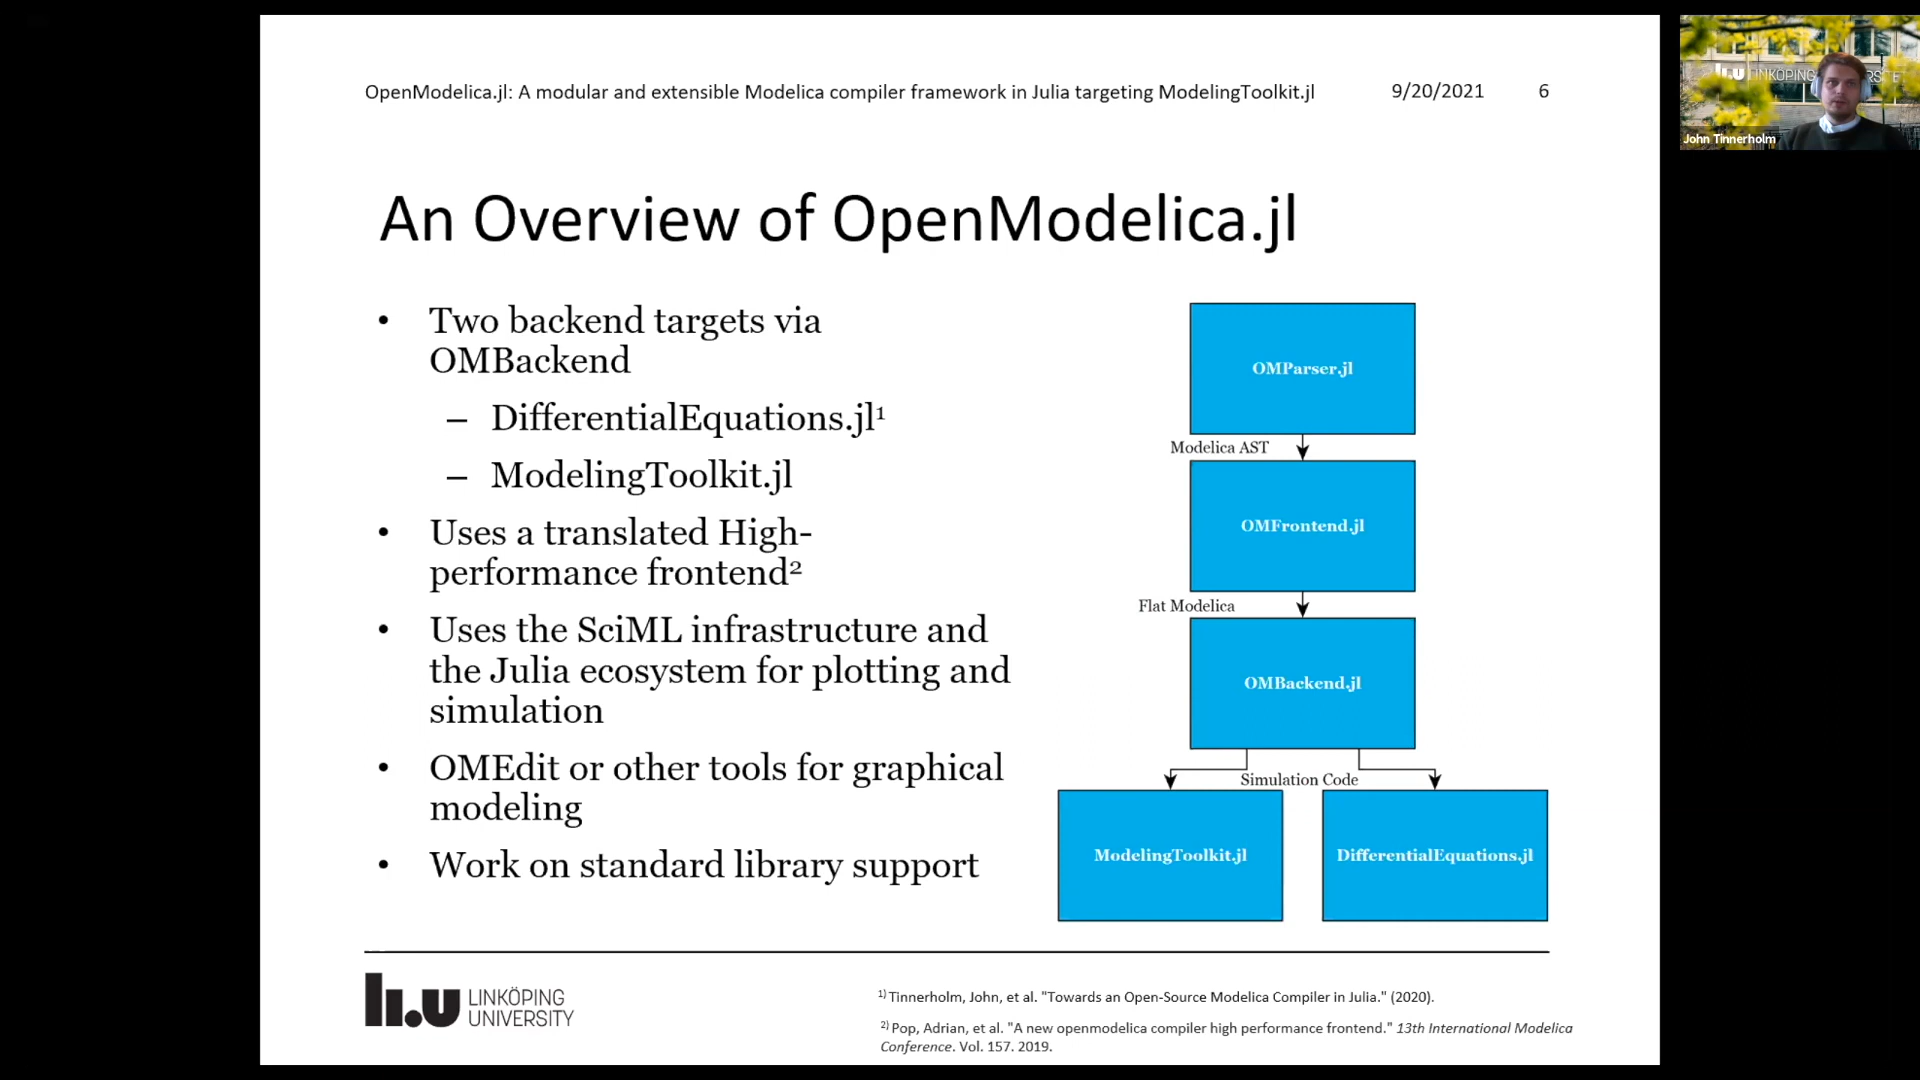 OpenModelica.jl: A modular and extensible Modelica compiler framework in Julia targeting ModelingToolkit.jl
9/20/2021
6
John Tinnerholm
An Overview of OpenModelica.jl
• Two backend targets via
OMBackend
– DifferentialEquations.jl¹
– ModelingToolkit.jl
• Uses a translated High-
performance frontend²
• Uses the SciML infrastructure and
the Julia ecosystem for plotting and
simulation
• OMEdit or other tools for graphical
modeling
• Work on standard library support
OMParser.jl
Modelica AST
OMFrontend.jl
Flat Modelica
OMBackend.jl
Simulation Code
ModelingToolkit.jl
DifferentialEquations.jl
li.u LINKÖPING
UNIVERSITY
1) Tinnerholm, John, et al. "Towards an Open-Source Modelica Compiler in Julia." (2020).
2) Pop, Adrian, et al. "A new openmodelica compiler high performance frontend." 13th International Modelica
Conference. Vol. 157. 2019.